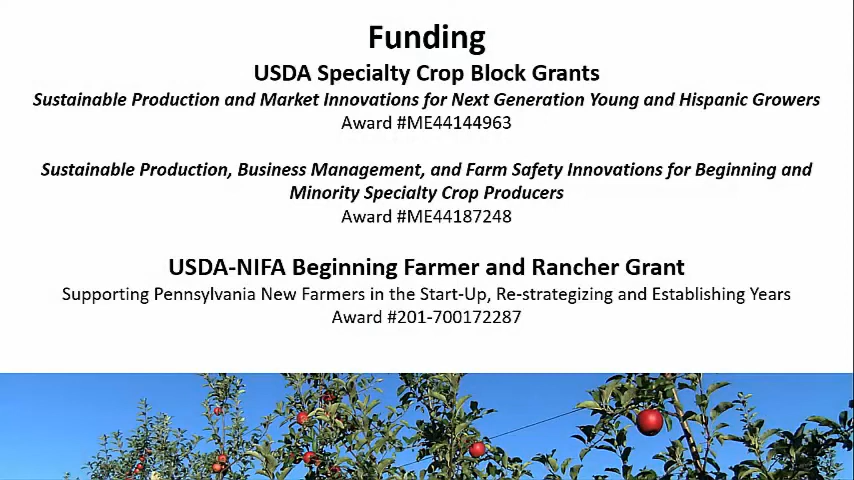 Funding
USDA Specialty Crop Block Grants
Sustainable Production and Market Innovations for Next Generation Young and Hispanic Growers
Award #ME44144963
Sustainable Production, Business Management, and Farm Safety Innovations for Beginning and
Minority Specialty Crop Producers
Award #ME44187248
USDA-NIFA Beginning Farmer and Rancher Grant
Supporting Pennsylvania New Farmers in the Start-Up, Re-strategizing and Establishing Years
Award #201-700172287